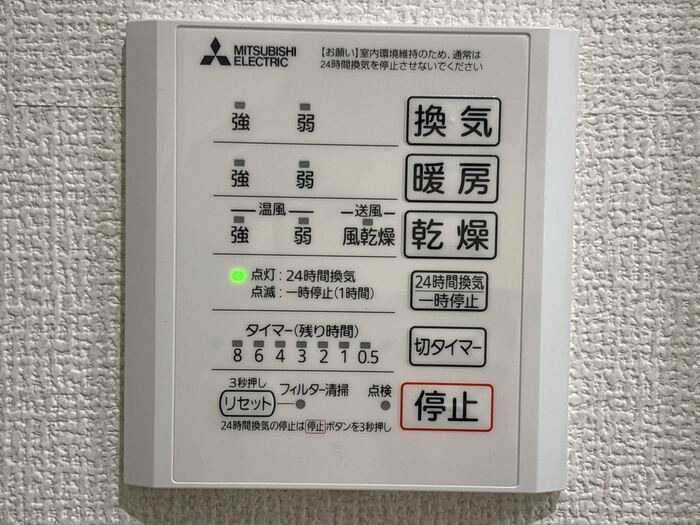 MITSUBISHI
ELECTRIC
【お願い】室内環境維持のため、通常は
24時間換気を停止させないでください
強 弱 換気
強 弱 暖房
温風 送風
強 弱 風乾燥 乾燥
点灯:24時間換気
点滅:一時停止(1時間)
24時間換気
一時停止
タイマー(残り時間)
8 6 4 3 2 1 0.5
切タイマー
3秒押し
リセット フィルター清掃 点検
停止
24時間換気の停止は停止ボタンを3秒押し